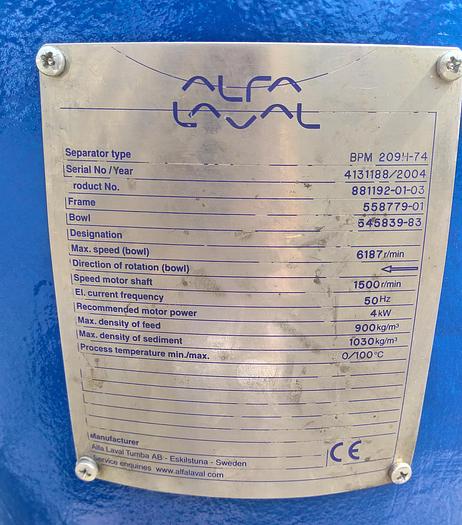 ALFA
LAVAL
Separator type BPM 209H-74
Serial No / Year 4131188/2004
roduct No. 881192-01-03
Frame 558779-01
Bowl 545839-83
Designation
Max. speed (bowl) 6187 r/min
Direction of rotation (bowl)
Speed motor shaft 1500 r/min
El. current frequency 50 Hz
Recommended motor power 4 kW
Max. density of feed 900 kg/m³
Max. density of sediment 1030 kg/m³
Process temperature min./max. 0/100 °C
Manufacturer
Alfa Laval Tumba AB - Eskilstuna - Sweden
Service enquires www.alfalaval.com
CE